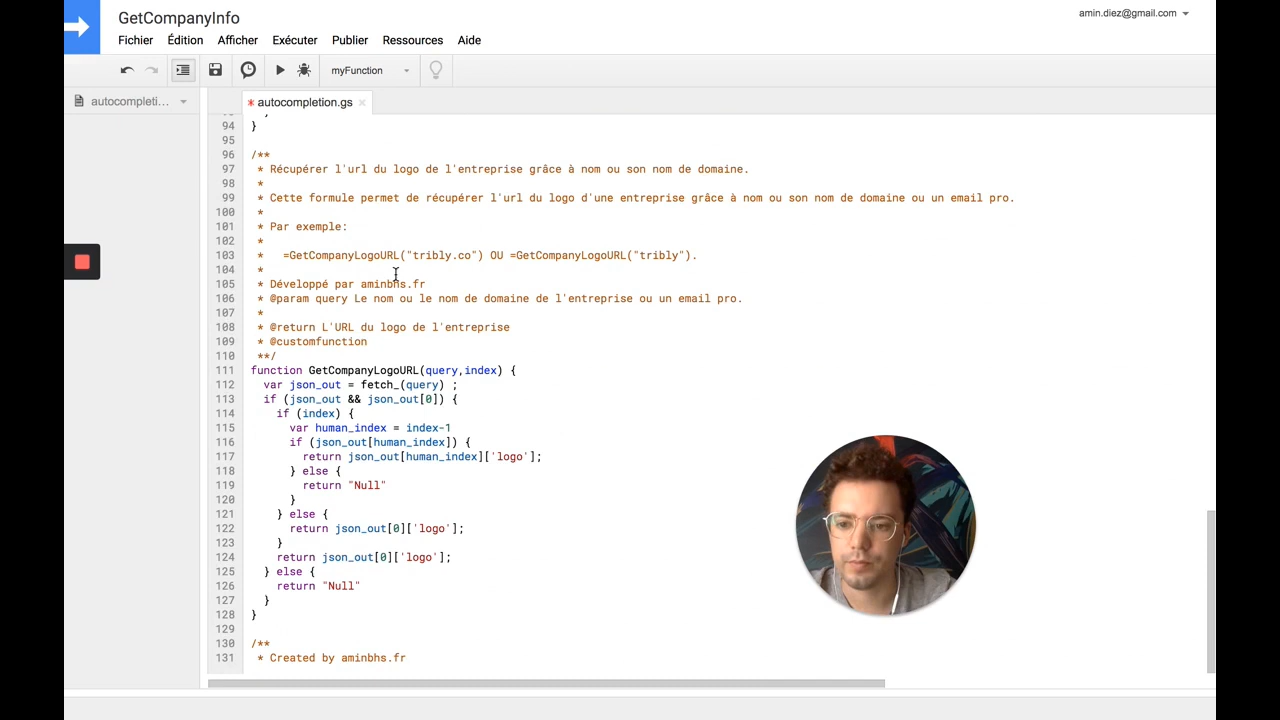 GetCompanyInfo
amin.diez@gmail.com
Fichier Édition Afficher Exécuter Publier Ressources Aide
myFunction
autocompleti...
* autocompletion.gs ×
94 }
95
96 /**
97 * Récupérer l'url du logo de l'entreprise grâce à nom ou son nom de domaine.
98 *
99 * Cette formule permet de récupérer l'url du logo d'une entreprise grâce à nom ou son nom de domaine ou un email pro.
100 *
101 * Par exemple:
102 *
103 * =GetCompanyLogoURL("tribly.co") OU =GetCompanyLogoURL("tribly").
104 *
105 * Développé par aminbhs.fr
106 * @param query Le nom ou le nom de domaine de l'entreprise ou un email pro.
107 *
108 * @return L'URL du logo de l'entreprise
109 * @customfunction
110 **/
111 function GetCompanyLogoURL(query,index) {
112 var json_out = fetch_(query) ;
113 if (json_out && json_out[0]) {
114 if (index) {
115 var human_index = index-1
116 if (json_out[human_index]) {
117 return json_out[human_index]['logo'];
118 } else {
119 return "Null"
120 }
121 } else {
122 return json_out[0]['logo'];
123 }
124 return json_out[0]['logo'];
125 } else {
126 return "Null"
127 }
128 }
129
130 /**
131 * Created by aminbhs.fr